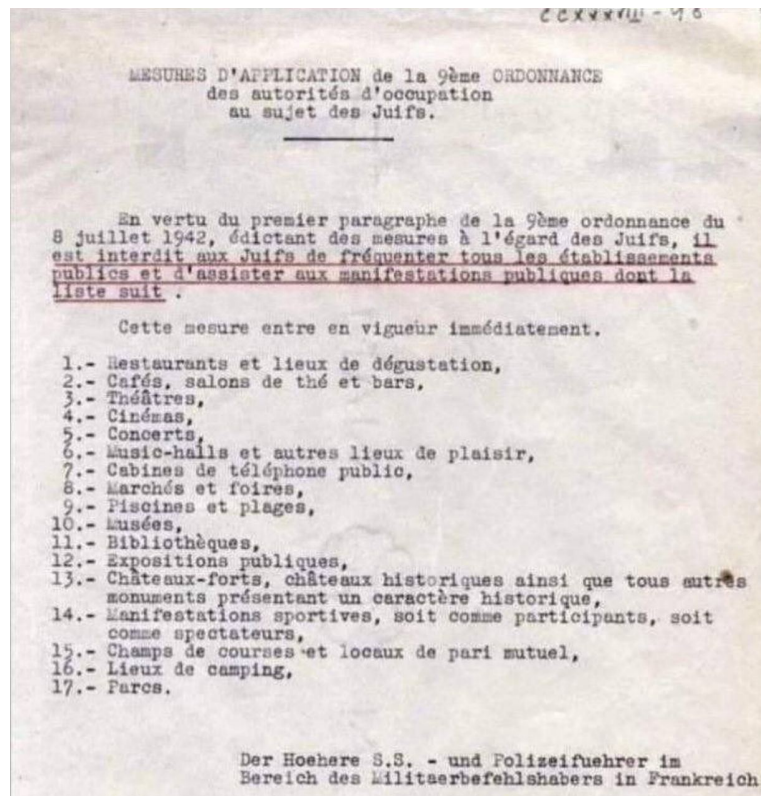 CCXXXVIII - 98
MESURES D'APPLICATION de la 9ème ORDONNANCE
des autorités d'occupation
au sujet des Juifs.
En vertu du premier paragraphe de la 9ème ordonnance du
8 juillet 1942, édictant des mesures à l'égard des Juifs, il
est interdit aux Juifs de fréquenter tous les établissements
publics et d'assister aux manifestations publiques dont la
liste suit .
Cette mesure entre en vigueur immédiatement.
1.- Restaurants et lieux de dégustation,
2.- Cafés, salons de thé et bars,
3.- Théâtres,
4.- Cinémas,
5.- Concerts,
6.- Music-halls et autres lieux de plaisir,
7.- Cabines de téléphone public,
8.- Marchés et foires,
9.- Piscines et plages,
10.- Musées,
11.- Bibliothèques,
12.- Expositions publiques,
13.- Châteaux-forts, châteaux historiques ainsi que tous autres
monuments présentant un caractère historique,
14.- Manifestations sportives, soit comme participants, soit
comme spectateurs,
15.- Champs de courses et locaux de pari mutuel,
16.- Lieux de camping,
17.- Parcs.
Der Hoehere S.S. - und Polizeifuehrer im
Bereich des Militaerbefehlshabers in Frankreich